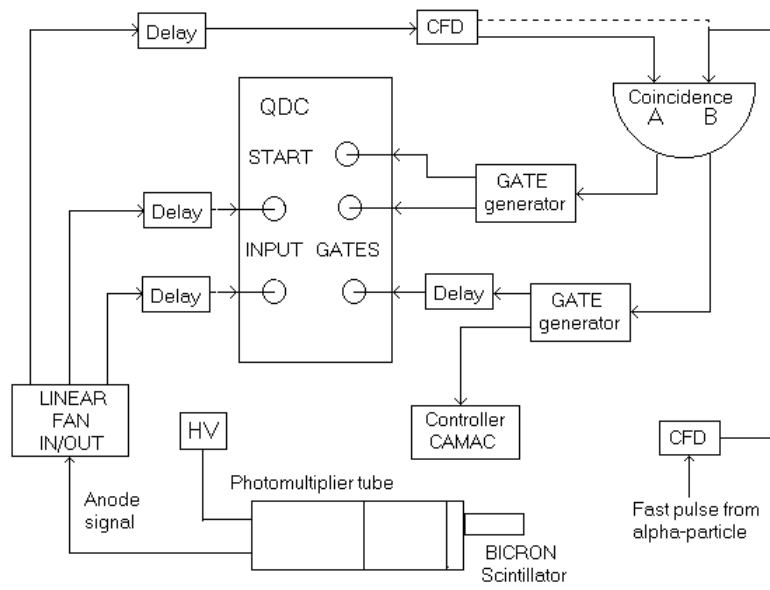 Delay
CFD
QDC
Coincidence
A B
START
GATE
generator
Delay
INPUT GATES
Delay
Delay
GATE
generator
LINEAR
FAN
IN/OUT
HV
Controller
CAMAC
CFD
Photomultiplier tube
Anode
signal
Fast pulse from
alpha-particle
BICRON
Scintillator